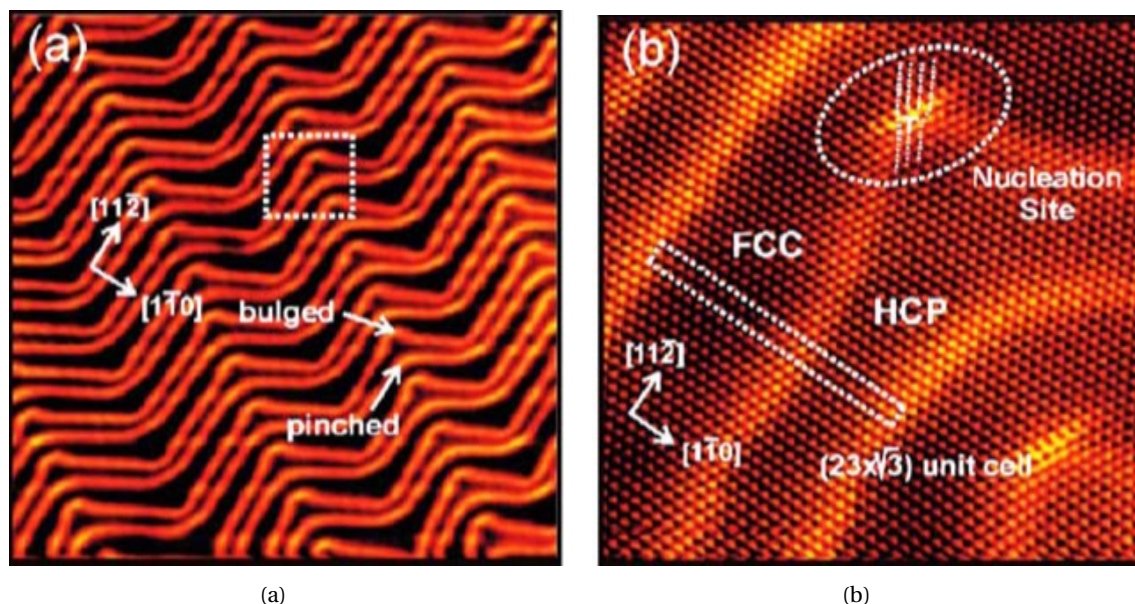 (a)
[112̄]
[11̄0]
bulged
pinched
(b)
Nucleation
Site
FCC
HCP
[112̄]
[11̄0]
(23x√3) unit cell
(a)
(b)